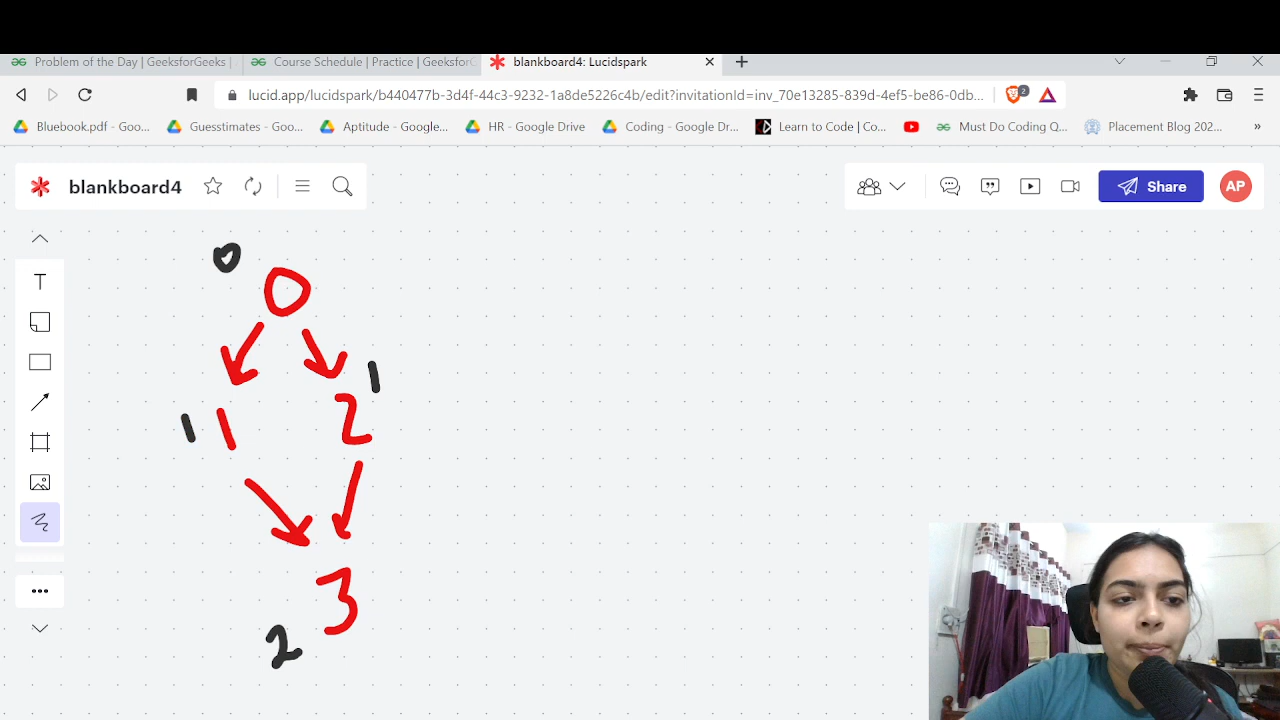 Problem of the Day | GeeksforGeeks |
Course Schedule | Practice | GeeksforG
blankboard4: Lucidspark
lucid.app/lucidspark/b440477b-3d4f-44c3-9232-1a8de5226c4b/edit?invitationId=inv_70e13285-839d-4ef5-be86-0db...
2
Bluebook.pdf - Goo...
Guesstimates - Goo...
Aptitude - Google...
HR - Google Drive
Coding - Google Dr...
Learn to Code | Co...
Must Do Coding Q...
Placement Blog 202...
»
blankboard4
Share
AP
T
0
0
1
1 1
2
3
2